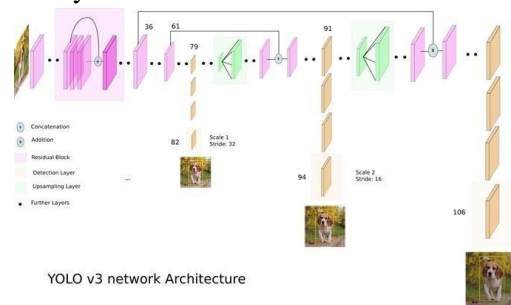 36
61
79
91
82
Scale 1
Stride: 32
94
Scale 2
Stride: 16
106
Concatenation
Addition
Residual Block
Detection Layer
Upsampling Layer
Further Layers
YOLO v3 network Architecture